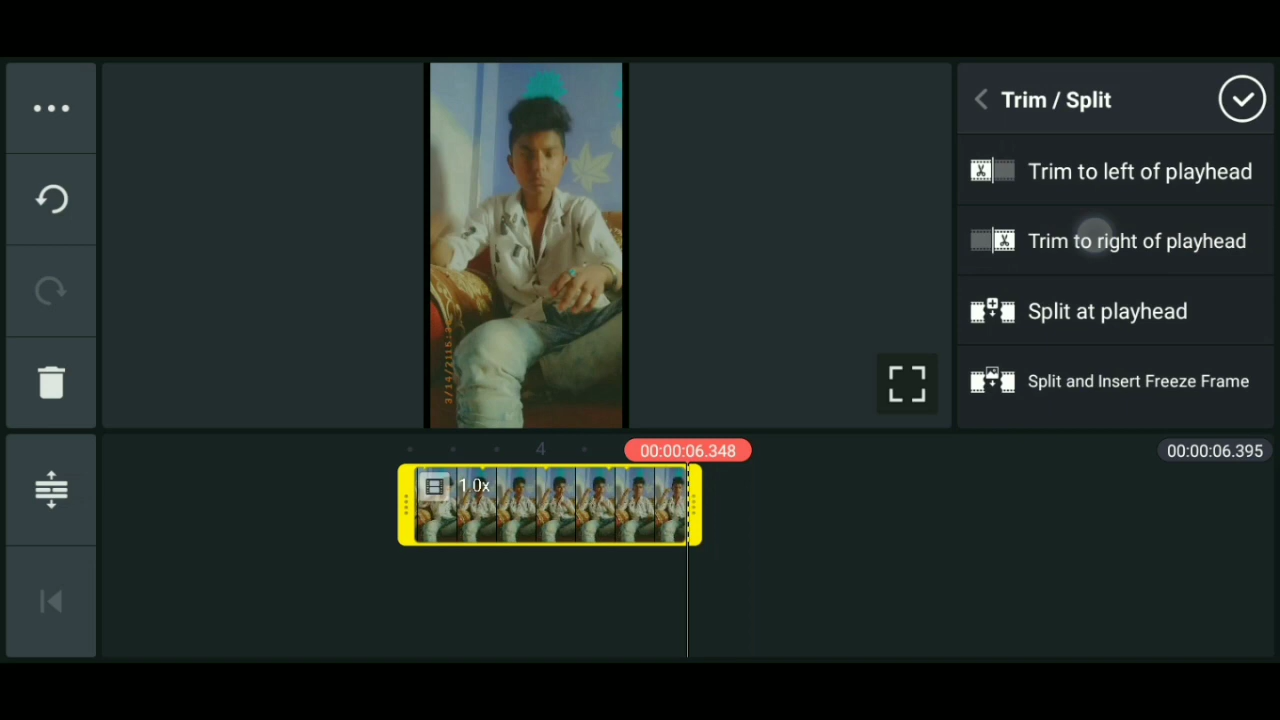 Trim / Split
Trim to left of playhead
Trim to right of playhead
Split at playhead
Split and Insert Freeze Frame
4
00:00:06.348
00:00:06.395
1.0x